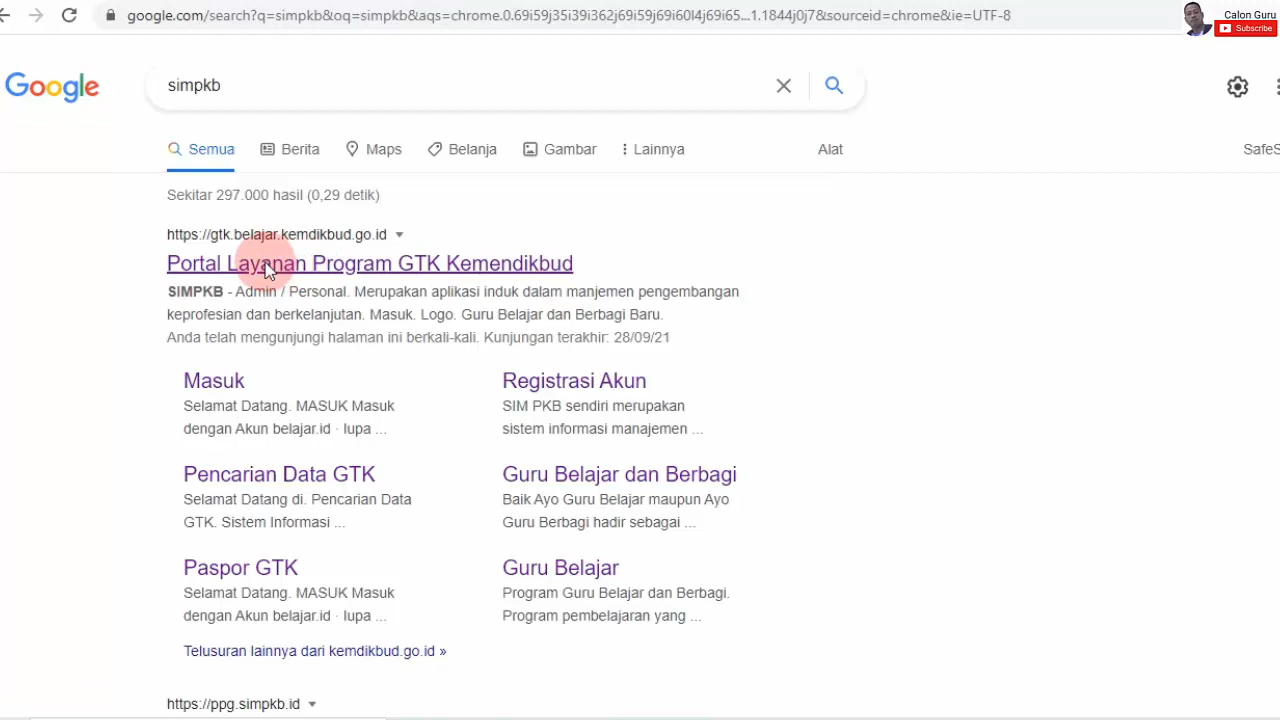 google.com/search?q=simpkb&oq=simpkb&aqs=chrome.0.69i59j35i39i362j69i59j69i60l4j69i65...1.1844j0j7&sourceid=chrome&ie=UTF-8
Calon Guru
Subscribe
Google
simpkb
Semua
Berita
Maps
Belanja
Gambar
Lainnya
Alat
SafeS
Sekitar 297.000 hasil (0,29 detik)
https://gtk.belajar.kemdikbud.go.id
Portal Layanan Program GTK Kemendikbud
SIMPKB - Admin / Personal. Merupakan aplikasi induk dalam manjemen pengembangan
keprofesian dan berkelanjutan. Masuk. Logo. Guru Belajar dan Berbagi Baru.
Anda telah mengunjungi halaman ini berkali-kali. Kunjungan terakhir: 28/09/21
Masuk
Selamat Datang. MASUK Masuk
dengan Akun belajar.id · lupa ...
Registrasi Akun
SIM PKB sendiri merupakan
sistem informasi manajemen ...
Pencarian Data GTK
Selamat Datang di. Pencarian Data
GTK. Sistem Informasi ...
Guru Belajar dan Berbagi
Baik Ayo Guru Belajar maupun Ayo
Guru Berbagi hadir sebagai ...
Paspor GTK
Selamat Datang. MASUK Masuk
dengan Akun belajar.id · lupa ...
Guru Belajar
Program Guru Belajar dan Berbagi.
Program pembelajaran yang ...
Telusuran lainnya dari kemdikbud.go.id »
https://ppg.simpkb.id